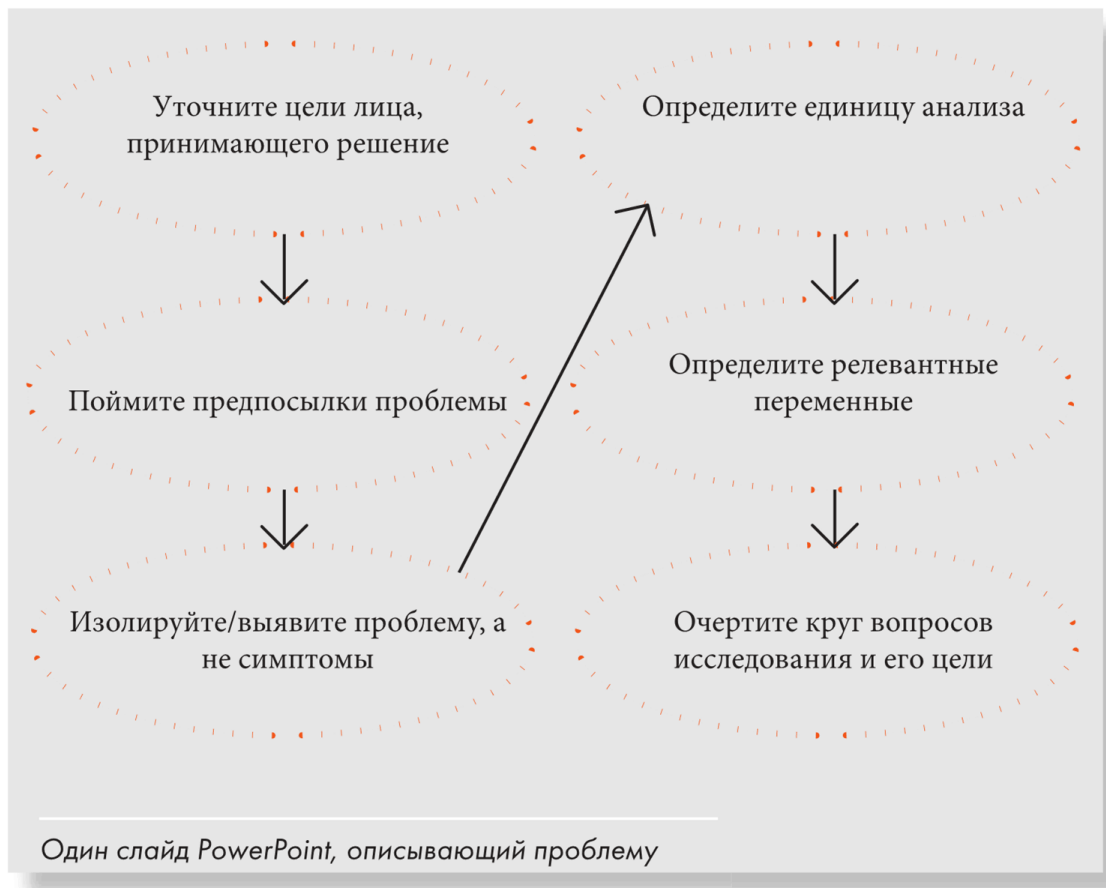 Уточните цели лица,
принимающего решение
Поймите предпосылки проблемы
Изолируйте/выявите проблему, а
не симптомы
Определите единицу анализа
Определите релевантные
переменные
Очертите круг вопросов
исследования и его цели
Один слайд PowerPoint, описывающий проблему